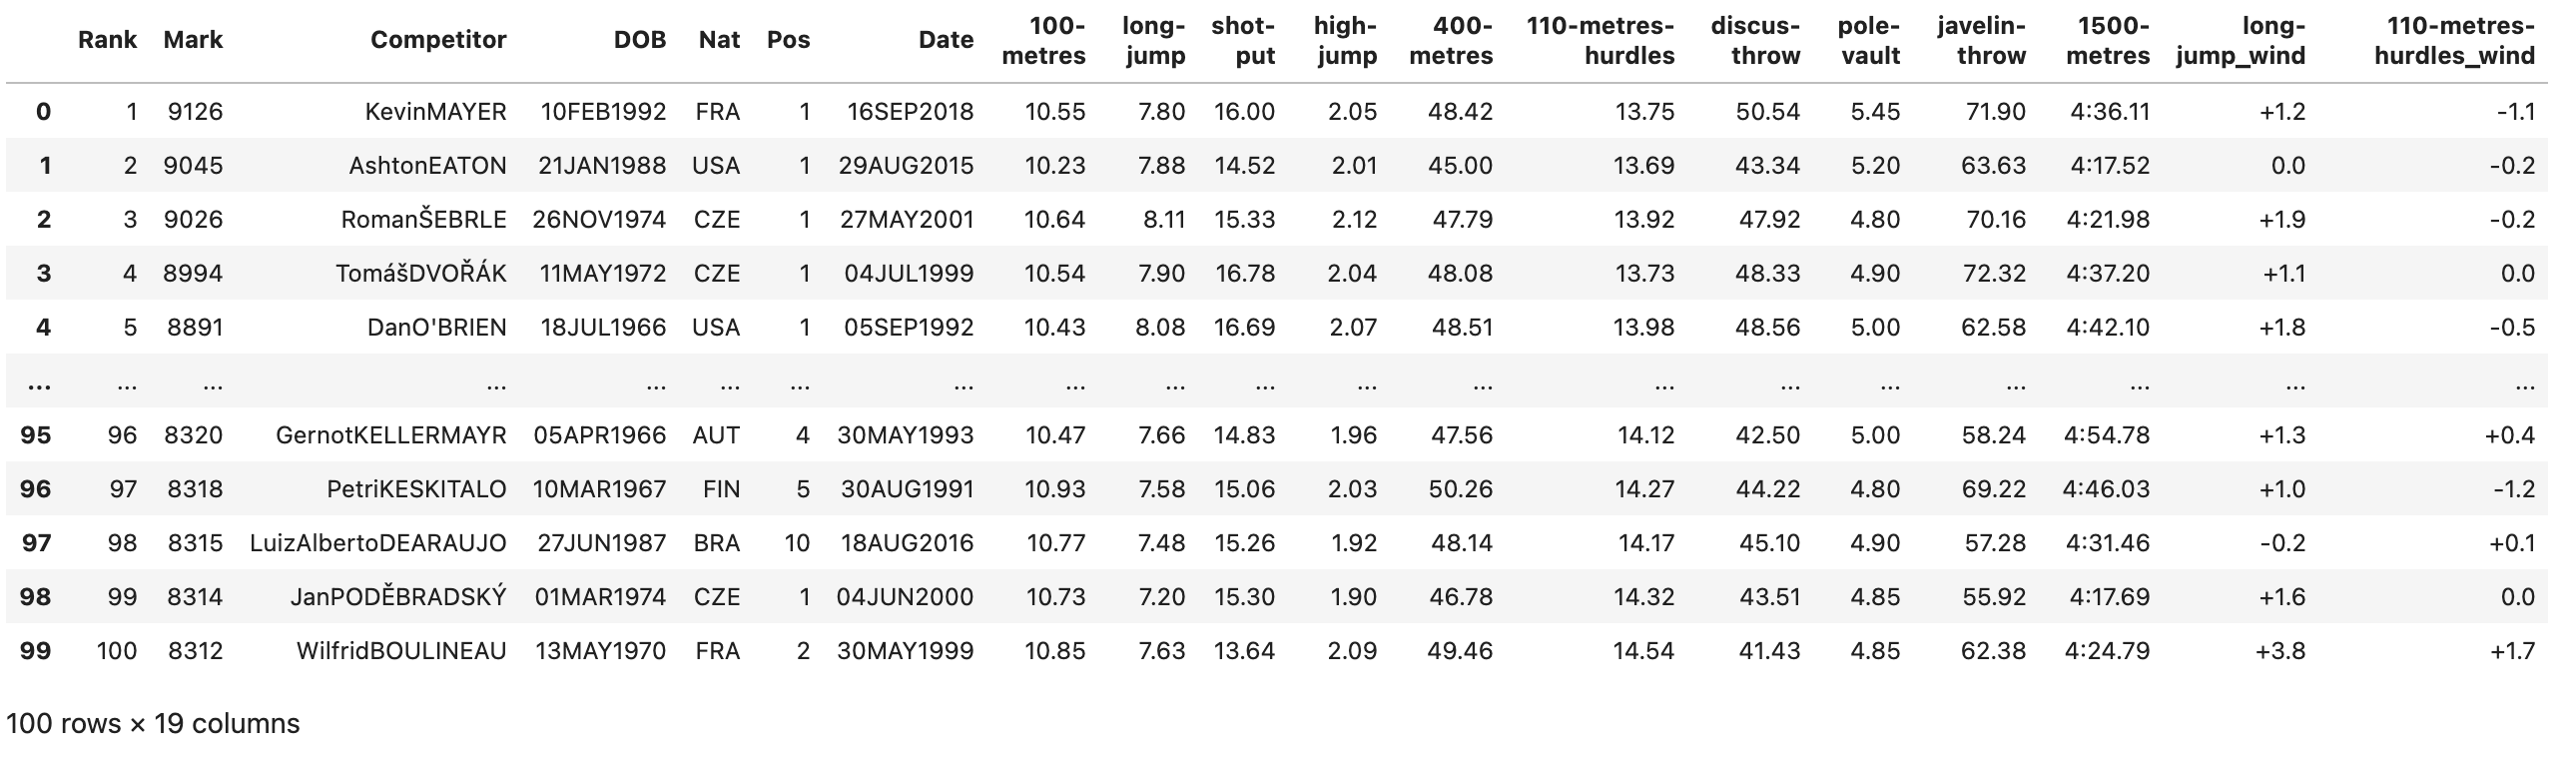 Rank Mark Competitor DOB Nat Pos Date 100-metres long-jump shot-put high-jump 400-metres 110-metres-hurdles discus-throw pole-vault javelin-throw 1500-metres long-jump_wind 110-metres-hurdles_wind
0 1 9126 KevinMAYER 10FEB1992 FRA 1 16SEP2018 10.55 7.80 16.00 2.05 48.42 13.75 50.54 5.45 71.90 4:36.11 +1.2 -1.1
1 2 9045 AshtonEATON 21JAN1988 USA 1 29AUG2015 10.23 7.88 14.52 2.01 45.00 13.69 43.34 5.20 63.63 4:17.52 0.0 -0.2
2 3 9026 RomanŠEBRLE 26NOV1974 CZE 1 27MAY2001 10.64 8.11 15.33 2.12 47.79 13.92 47.92 4.80 70.16 4:21.98 +1.9 -0.2
3 4 8994 TomášDVOŘÁK 11MAY1972 CZE 1 04JUL1999 10.54 7.90 16.78 2.04 48.08 13.73 48.33 4.90 72.32 4:37.20 +1.1 0.0
4 5 8891 DanO'BRIEN 18JUL1966 USA 1 05SEP1992 10.43 8.08 16.69 2.07 48.51 13.98 48.56 5.00 62.58 4:42.10 +1.8 -0.5
... ... ... ... ... ... ... ... ... ... ... ... ... ... ... ... ... ... ... ...
95 96 8320 GernotKELLERMAYR 05APR1966 AUT 4 30MAY1993 10.47 7.66 14.83 1.96 47.56 14.12 42.50 5.00 58.24 4:54.78 +1.3 +0.4
96 97 8318 PetriKESKITALO 10MAR1967 FIN 5 30AUG1991 10.93 7.58 15.06 2.03 50.26 14.27 44.22 4.80 69.22 4:46.03 +1.0 -1.2
97 98 8315 LuizAlbertoDEARAUJO 27JUN1987 BRA 10 18AUG2016 10.77 7.48 15.26 1.92 48.14 14.17 45.10 4.90 57.28 4:31.46 -0.2 +0.1
98 99 8314 JanPODĚBRADSKÝ 01MAR1974 CZE 1 04JUN2000 10.73 7.20 15.30 1.90 46.78 14.32 43.51 4.85 55.92 4:17.69 +1.6 0.0
99 100 8312 WilfridBOULINEAU 13MAY1970 FRA 2 30MAY1999 10.85 7.63 13.64 2.09 49.46 14.54 41.43 4.85 62.38 4:24.79 +3.8 +1.7
100 rows × 19 columns